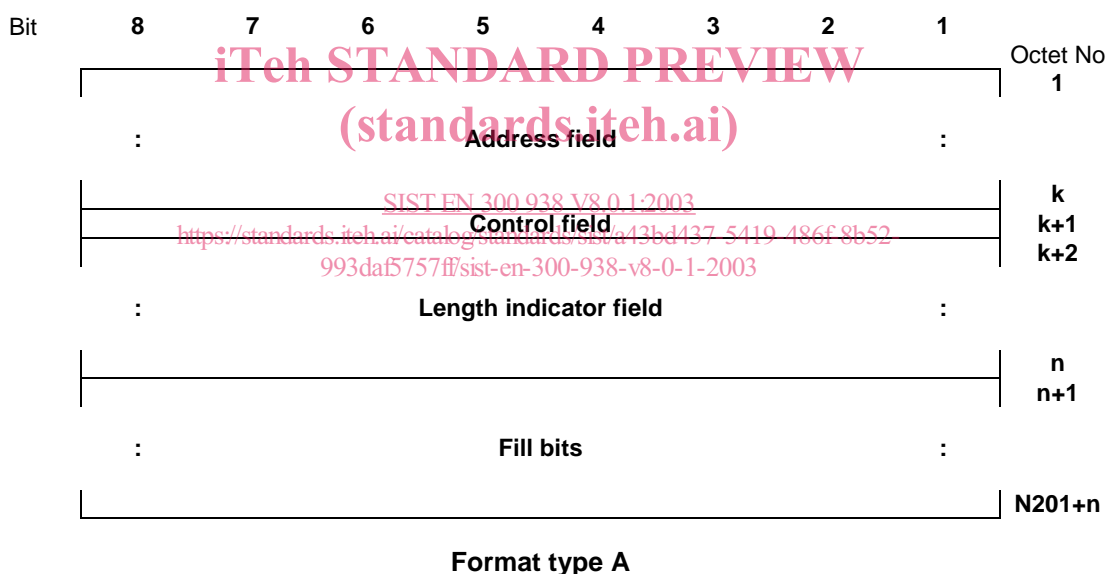 Bit 8 7 6 5 4 3 2 1
iTeh STANDARD PREVIEW
Octet No
1
(standards.iteh.ai)
: Address field :
k
SIST EN 300 938 V8.0.1:2003
Control field k+1
https://standards.iteh.ai/catalog/standards/sist/a43bd437-5419-486f-8b52-
k+2
993daf5757ff/sist-en-300-938-v8-0-1-2003
: Length indicator field :
n
n+1
: Fill bits :
N201+n
Format type A